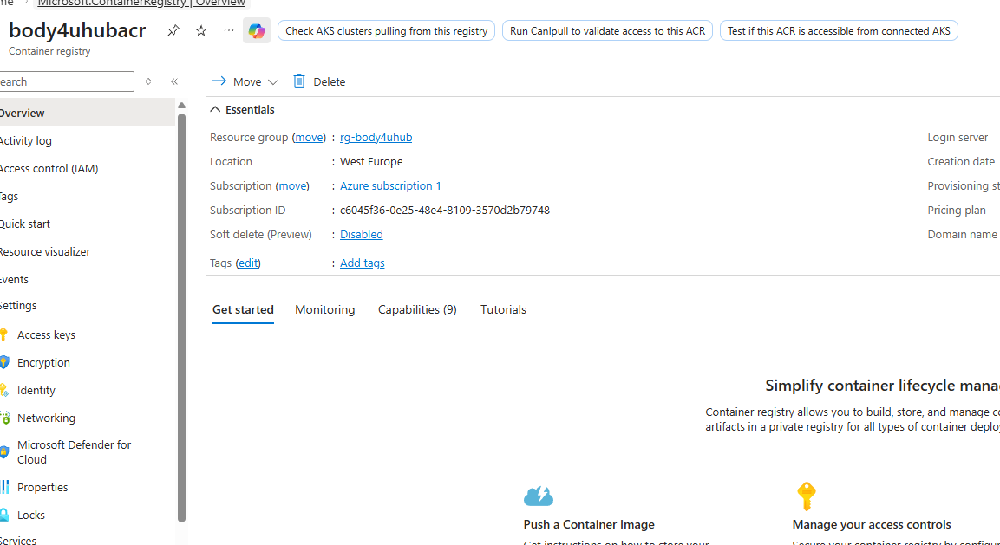 Microsoft.ContainerRegistry | Overview
body4uhubacr
Container registry
Check AKS clusters pulling from this registry
Run CanIpull to validate access to this ACR
Test if this ACR is accessible from connected AKS
earch
Move
Delete
Overview
Activity log
Access control (IAM)
Tags
Quick start
Resource visualizer
Events
Settings
Access keys
Encryption
Identity
Networking
Microsoft Defender for
Cloud
Properties
Locks
Services
Essentials
Resource group (move) : rg-body4uhub
Location : West Europe
Subscription (move) : Azure subscription 1
Subscription ID : c6045f36-0e25-48e4-8109-3570d2b79748
Soft delete (Preview) : Disabled
Tags (edit) : Add tags
Login server
Creation date
Provisioning st
Pricing plan
Domain name
Get started Monitoring Capabilities (9) Tutorials
Simplify container lifecycle mana
Container registry allows you to build, store, and manage co
artifacts in a private registry for all types of container deploy
Push a Container Image
Get instructions on how to store your
Manage your access controls
Secure your container registry by configur